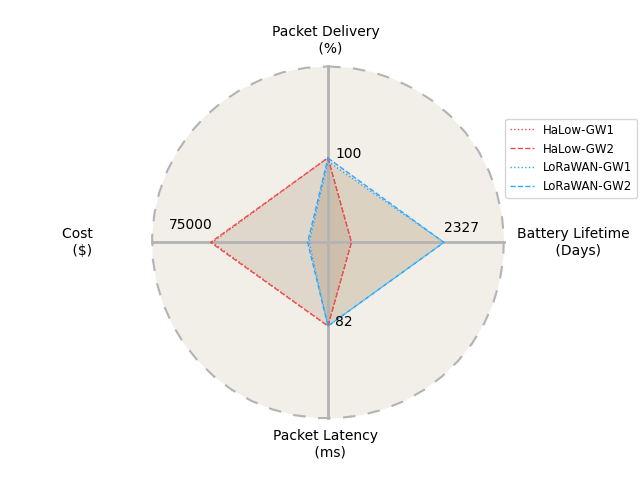 Packet Delivery
(%)
HaLow-GW1
HaLow-GW2
LoRaWAN-GW1
LoRaWAN-GW2
100
75000
2327
Cost
($)
Battery Lifetime
(Days)
82
Packet Latency
(ms)